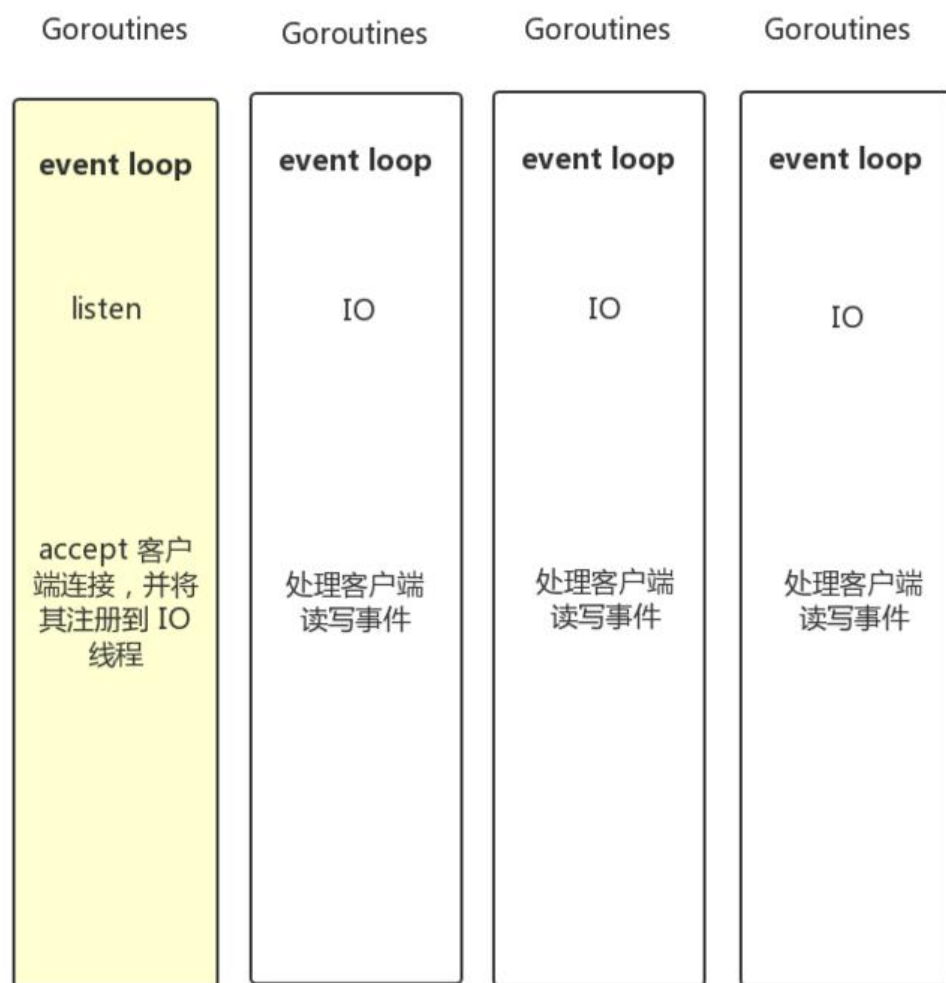 Goroutines
Goroutines
Goroutines
Goroutines
event loop
event loop
event loop
event loop
listen
IO
IO
IO
accept 客户
端连接，并将
其注册到 IO
线程
处理客户端
读写事件
处理客户端
读写事件
处理客户端
读写事件